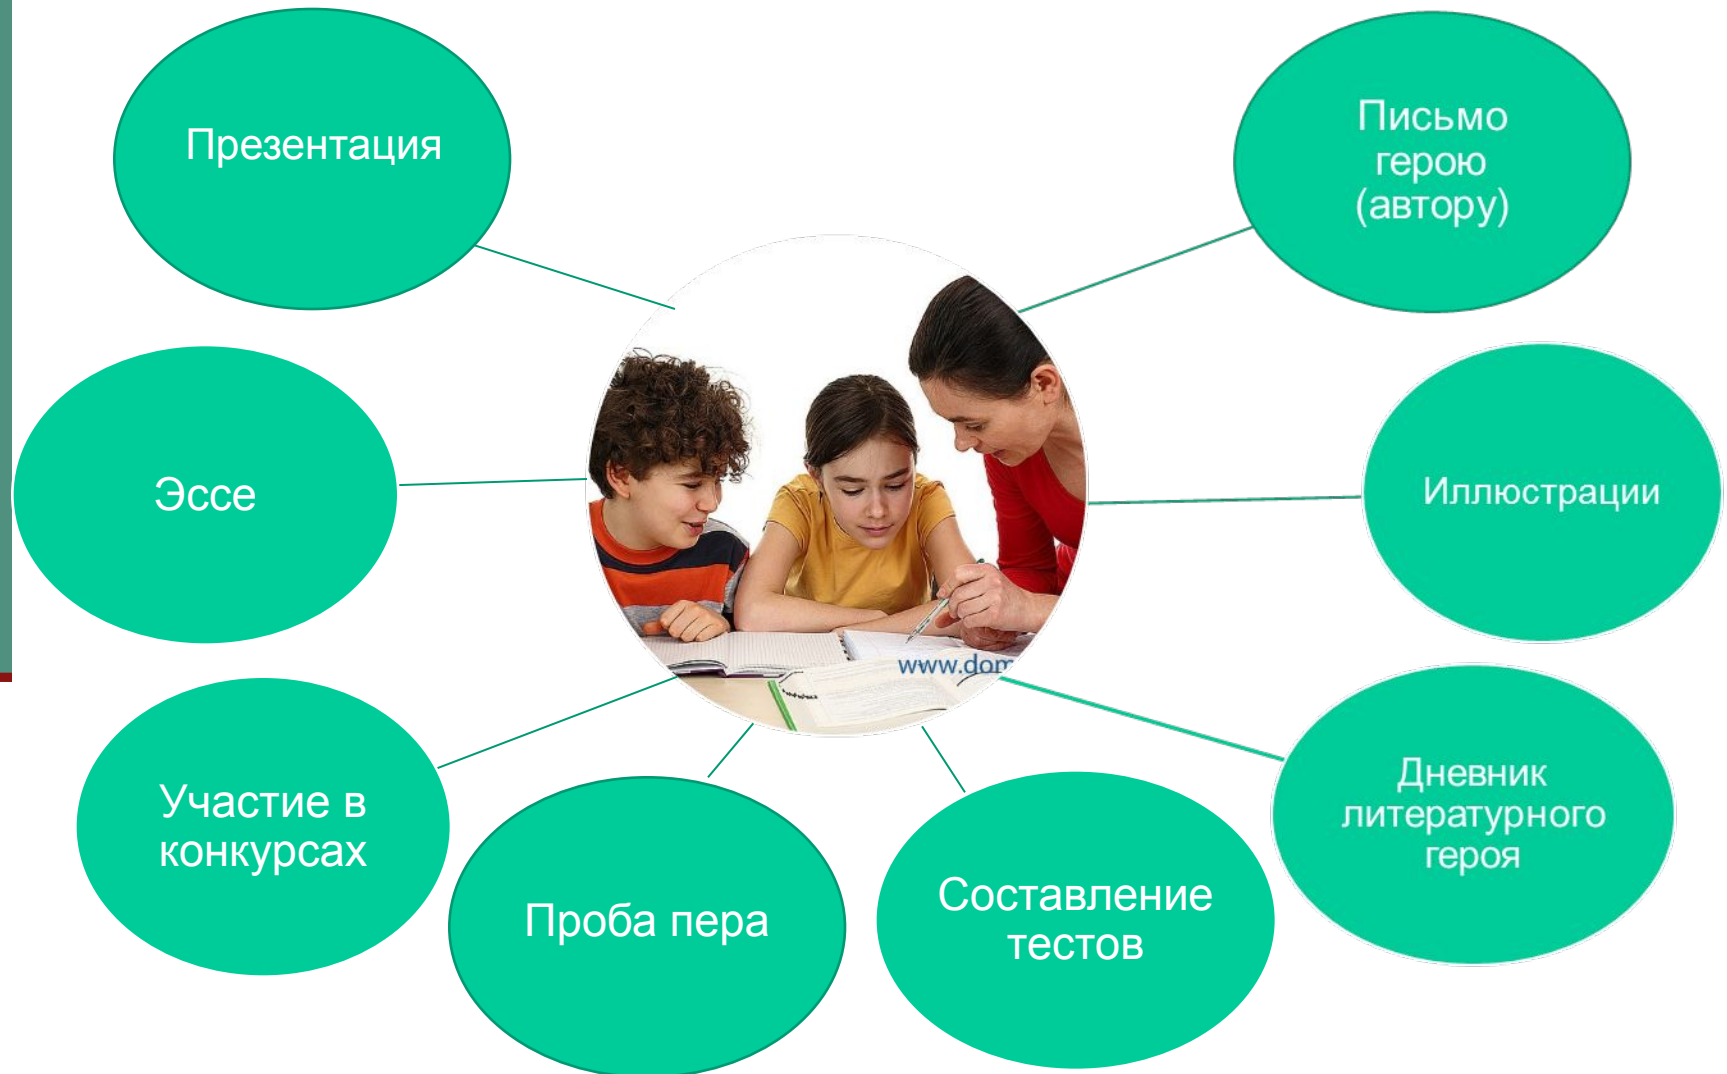 Презентация
Письмо
герою
(автору)
Эссе
Иллюстрации
www.dom
Участие в
конкурсах
Проба пера
Составление
тестов
Дневник
литературного
героя